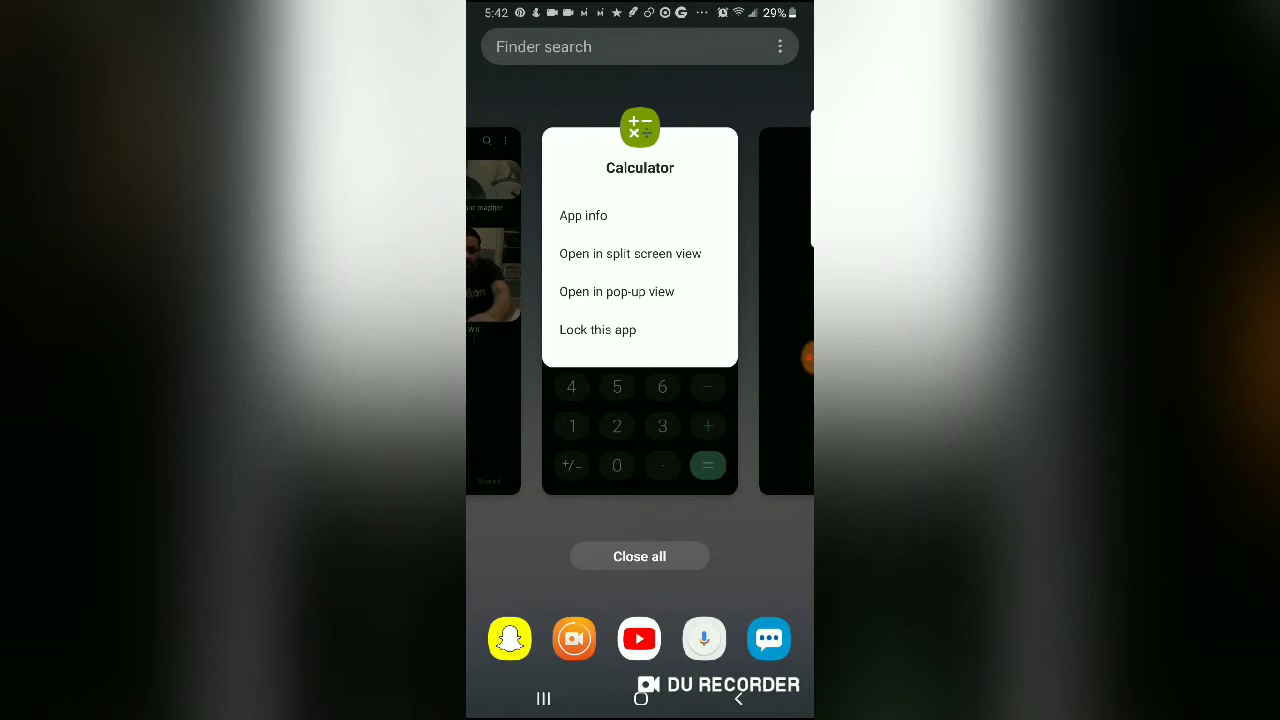 5:42
29%
Finder search
Calculator
App info
Open in split screen view
Open in pop-up view
Lock this app
4 5 6 −
1 2 3 +
+/− 0 . =
Shared
Close all
DU RECORDER